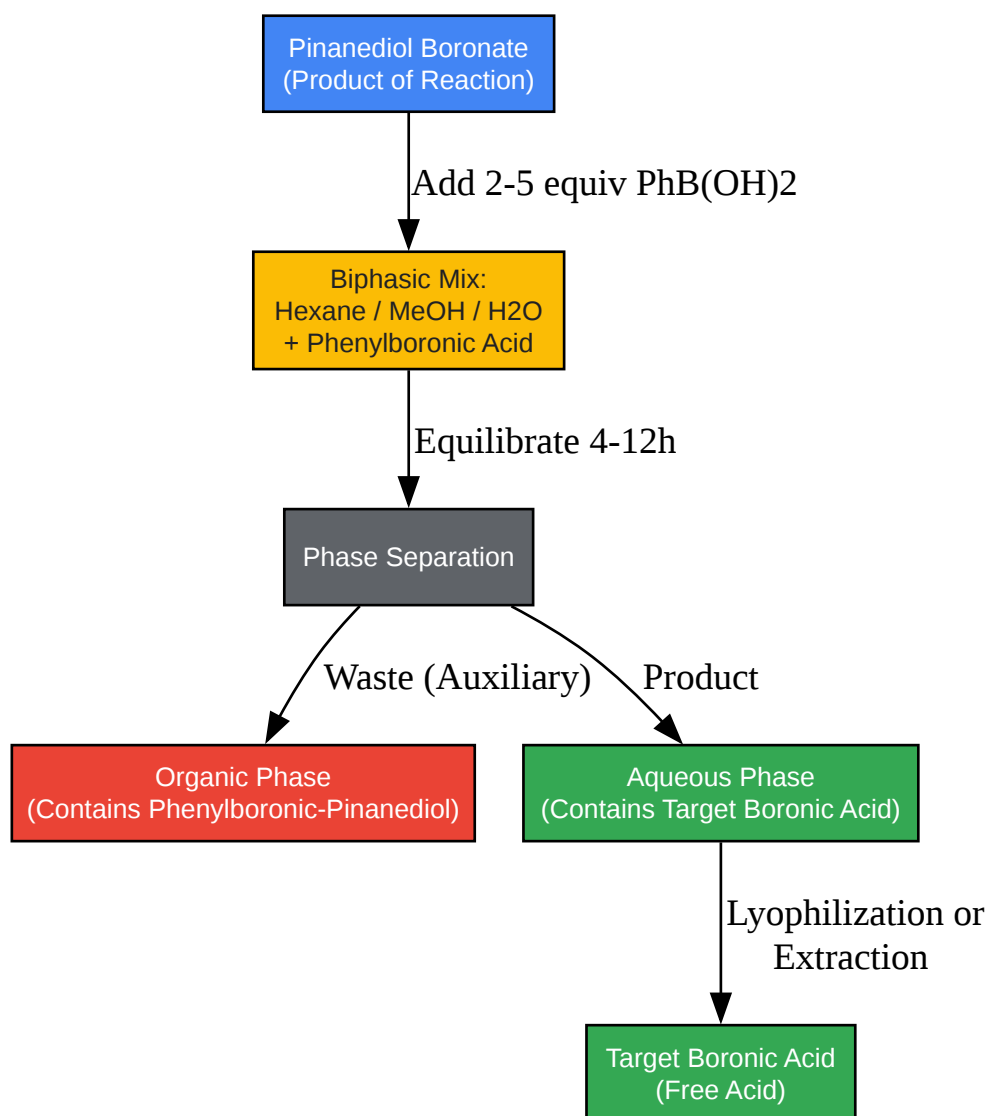 Pinanediol Boronate
(Product of Reaction)
Add 2-5 equiv PhB(OH)2
Biphasic Mix:
Hexane / MeOH / H2O
+ Phenylboronic Acid
Equilibrate 4-12h
Phase Separation
Waste (Auxiliary)
Product
Organic Phase
(Contains Phenylboronic-Pinanediol)
Aqueous Phase
(Contains Target Boronic Acid)
Lyophilization or
Extraction
Target Boronic Acid
(Free Acid)